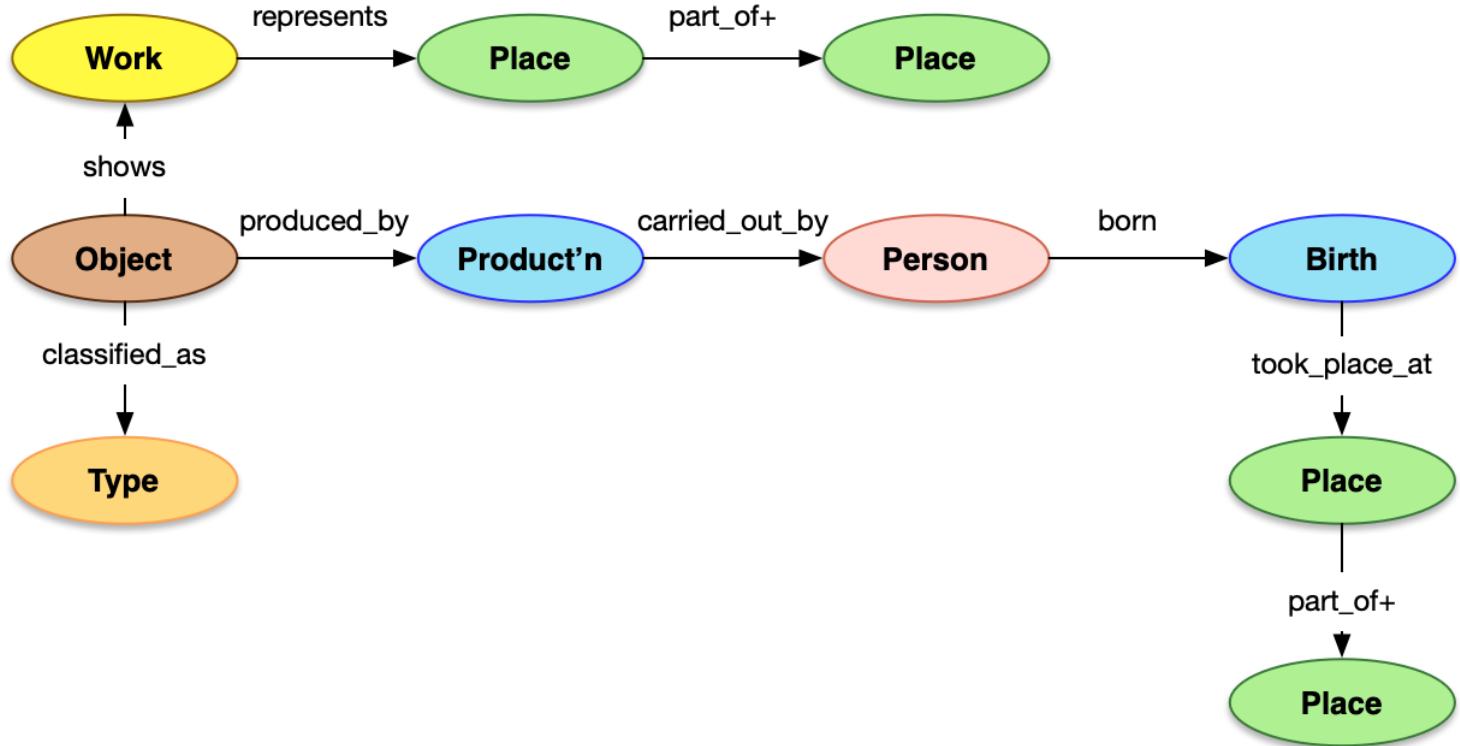 represents
part_of+
Work
Place
Place
shows
produced_by
carried_out_by
born
Object
Product’n
Person
Birth
classified_as
took_place_at
Type
Place
part_of+
Place